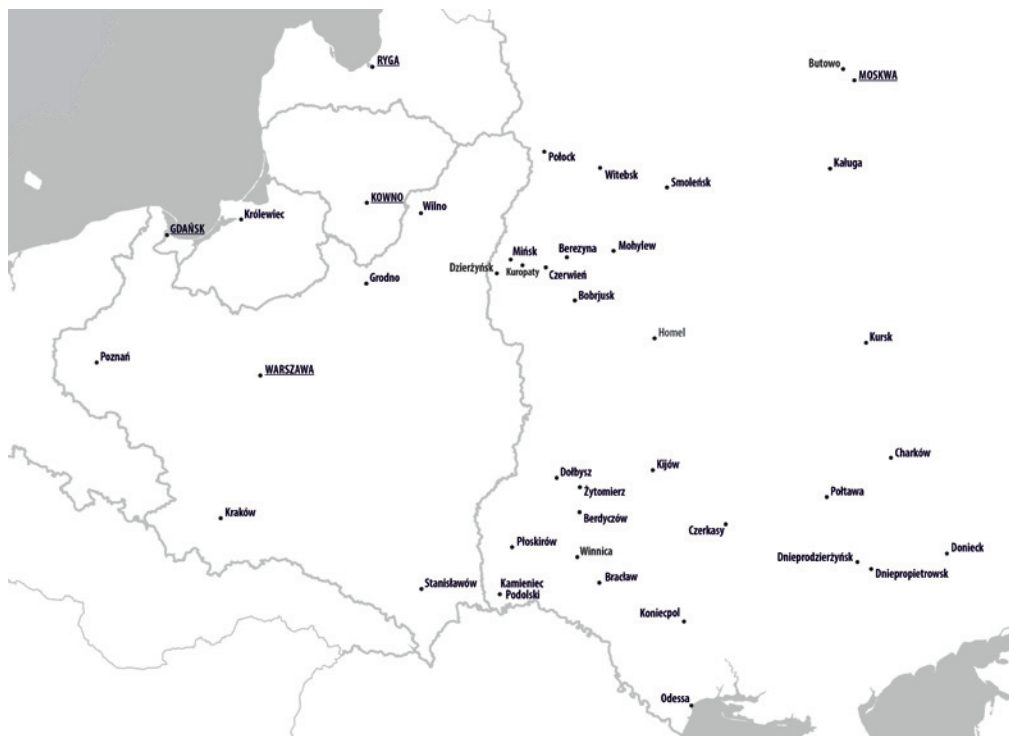 RYGA
Butowo
MOSKWA
Połock
Witebsk
Smoleńsk
Kaługa
KOWNO
Wilno
Królewiec
GDAŃSK
Mińsk
Berezyna
Mohylew
Dzierżyńsk
Kuropaty
Czerwień
Grodno
Bobrjusk
Homel
Kursk
Poznań
WARSZAWA
Charków
Dołbysz
Kijów
Żytomierz
Połtawa
Kraków
Berdyczów
Czerkasy
Płoskirów
Winnica
Donieck
Dnieprodzierżyńsk
Dniepropietrowsk
Stanisławów
Kamieniec
Podolski
Bracław
Koniecpol
Odessa